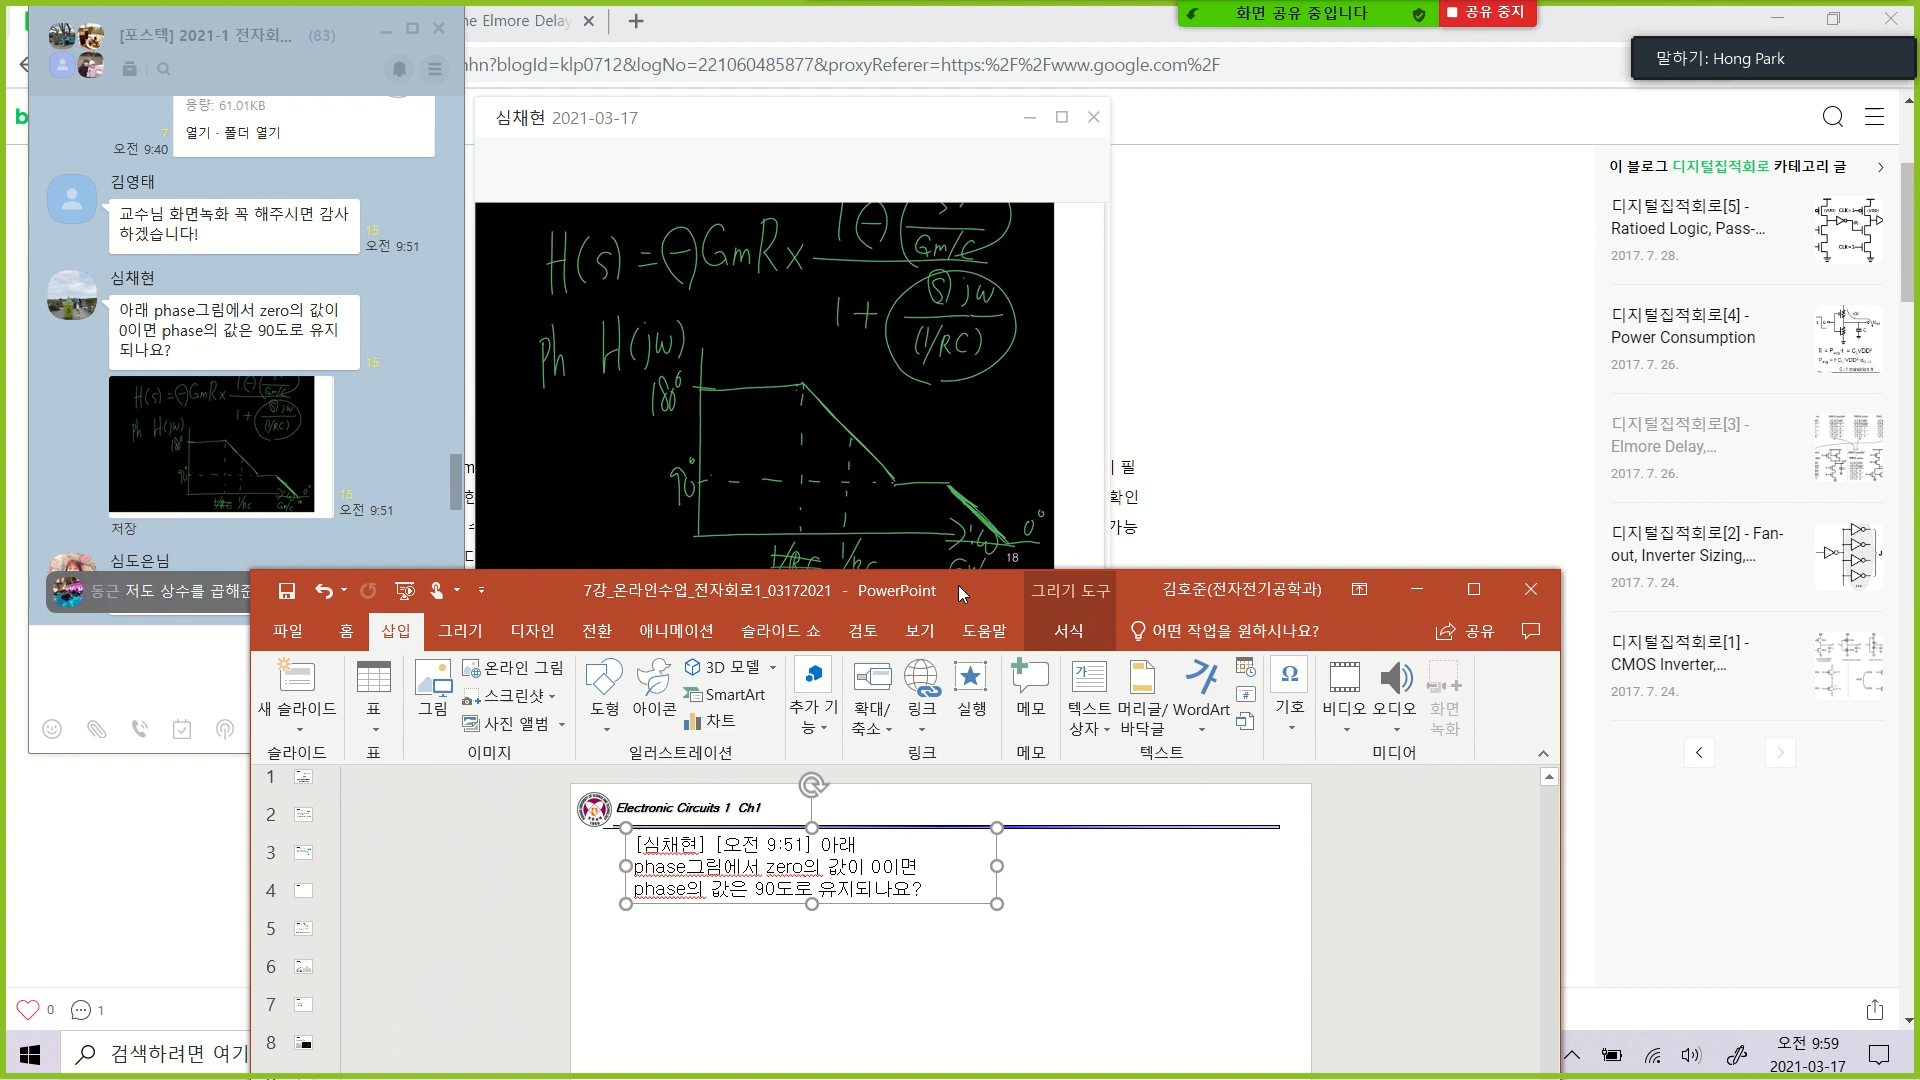 화면 공유 중입니다
공유 중지
말하기: Hong Park
ne Elmore Delay
hn?blogId=klp0712&logNo=221060485877&proxyReferer=https:%2F%2Fwww.google.com%2F
[포스텍] 2021-1 전자회... (83)
용량: 61.01KB
열기 · 폴더 열기
7
오전 9:40
김영태
교수님 화면녹화 꼭 해주시면 감사
하겠습니다!
15
오전 9:51
심채현
아래 phase그림에서 zero의 값이
0이면 phase의 값은 90도로 유지
되나요?
15
15
오전 9:51
저장
심도은님
동근 저도 상수를 곱해준
심채현 2021-03-17
H(s) = ⊖GmRx
Gm/C
1 +
(S) jw
(1/RC)
Ph H(jw)
180°
90°
0°
1/RC
18
필
확인
가능
이 블로그 디지털집적회로 카테고리 글
디지털집적회로[5] -
Ratioed Logic, Pass-...
2017. 7. 28.
디지털집적회로[4] -
Power Consumption
2017. 7. 26.
디지털집적회로[3] -
Elmore Delay,...
2017. 7. 26.
디지털집적회로[2] - Fan-
out, Inverter Sizing,...
2017. 7. 24.
디지털집적회로[1] -
CMOS Inverter,...
2017. 7. 24.
7강_온라인수업_전자회로1_03172021 - PowerPoint
그리기 도구
김호준(전자전기공학과)
파일 홈 삽입 그리기 디자인 전환 애니메이션 슬라이드 쇼 검토 보기 도움말 서식 어떤 작업을 원하시나요? 공유
새 슬라이드
표
그림
온라인 그림
스크린샷
사진 앨범
도형
아이콘
3D 모델
SmartArt
차트
추가 기
능
확대/
축소
링크
실행
메모
텍스트
상자
머리글/
바닥글
WordArt
기호
비디오
오디오
화면
녹화
슬라이드 표 이미지 일러스트레이션 링크 메모 텍스트 미디어
1
2
3
4
5
6
7
8
Electronic Circuits 1 Ch1
[심채현] [오전 9:51] 아래
phase그림에서 zero의 값이 0이면
phase의 값은 90도로 유지되나요?
0
1
검색하려면 여기
오전 9:59
2021-03-17